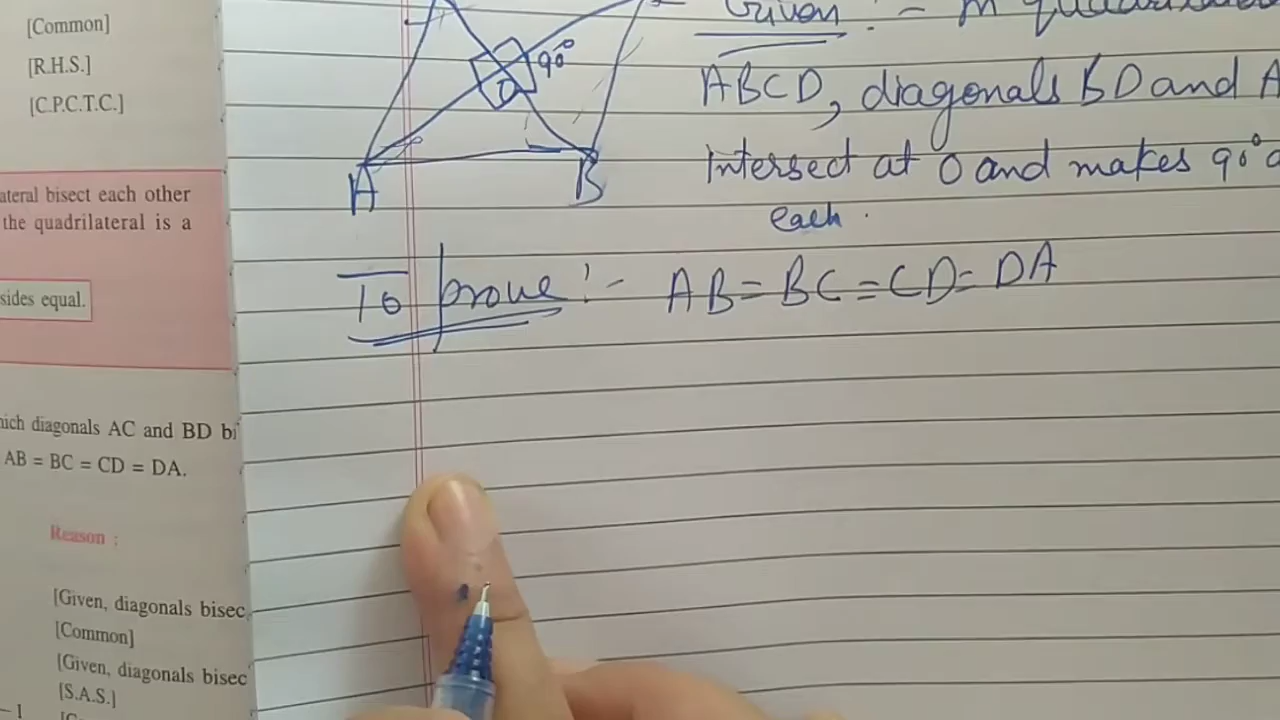 [Common]
[R.H.S.]
[C.P.C.T.C.]
ateral bisect each other
the quadrilateral is a
sides equal.
hich diagonals AC and BD bi
AB = BC = CD = DA.
Reason :
[Given, diagonals bisec
[Common]
[Given, diagonals bisec
[S.A.S.]
90°
O
A
B
Given :-
ABCD, diagonals BD and A
Intersect at O and makes 90°
each.
To prove :- AB = BC = CD = DA